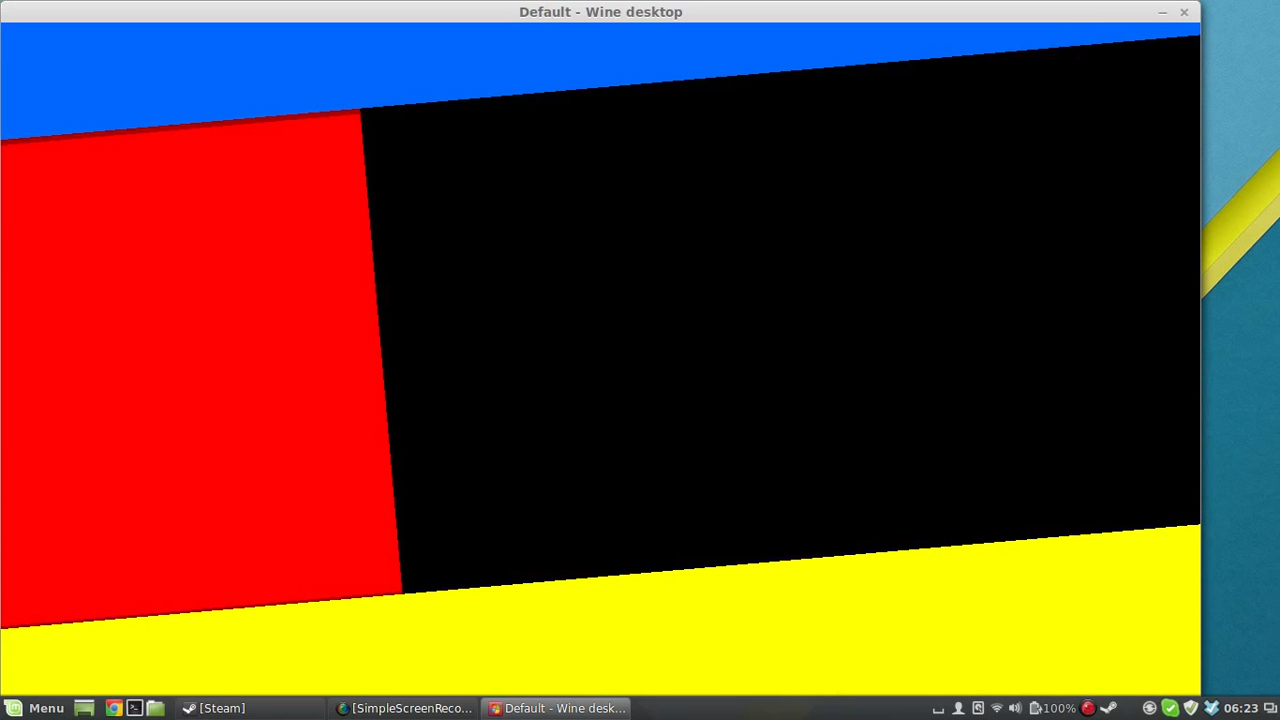 Default - Wine desktop
Menu
[Steam]
[SimpleScreenReco...
Default - Wine desk...
100%
06:23